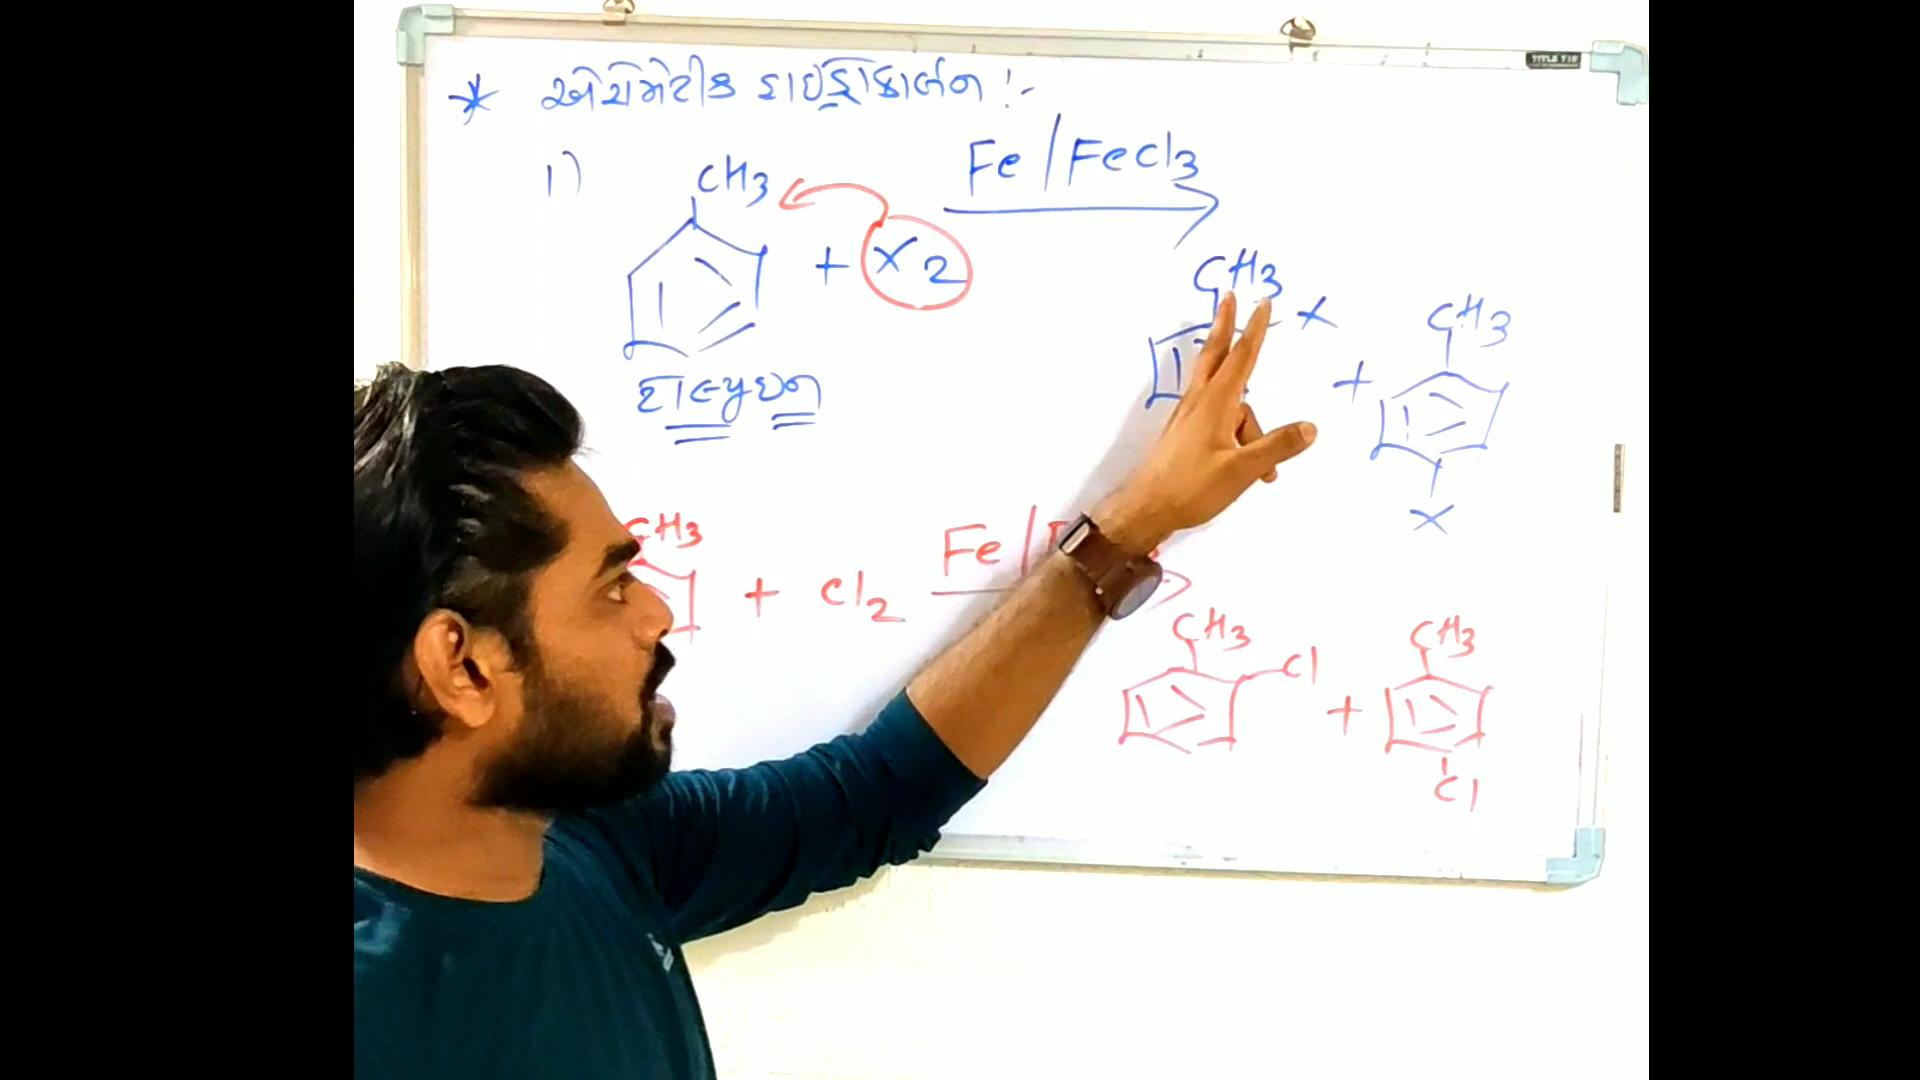 * એરોમેટીક હાઇડ્રોકાર્બન :-
1)
CH3
+ X2
Fe/FeCl3
CH3
X
+
CH3
X
ટાલ્યુઇન
CH3
+ Cl2
Fe/
CH3
Cl
+
CH3
Cl